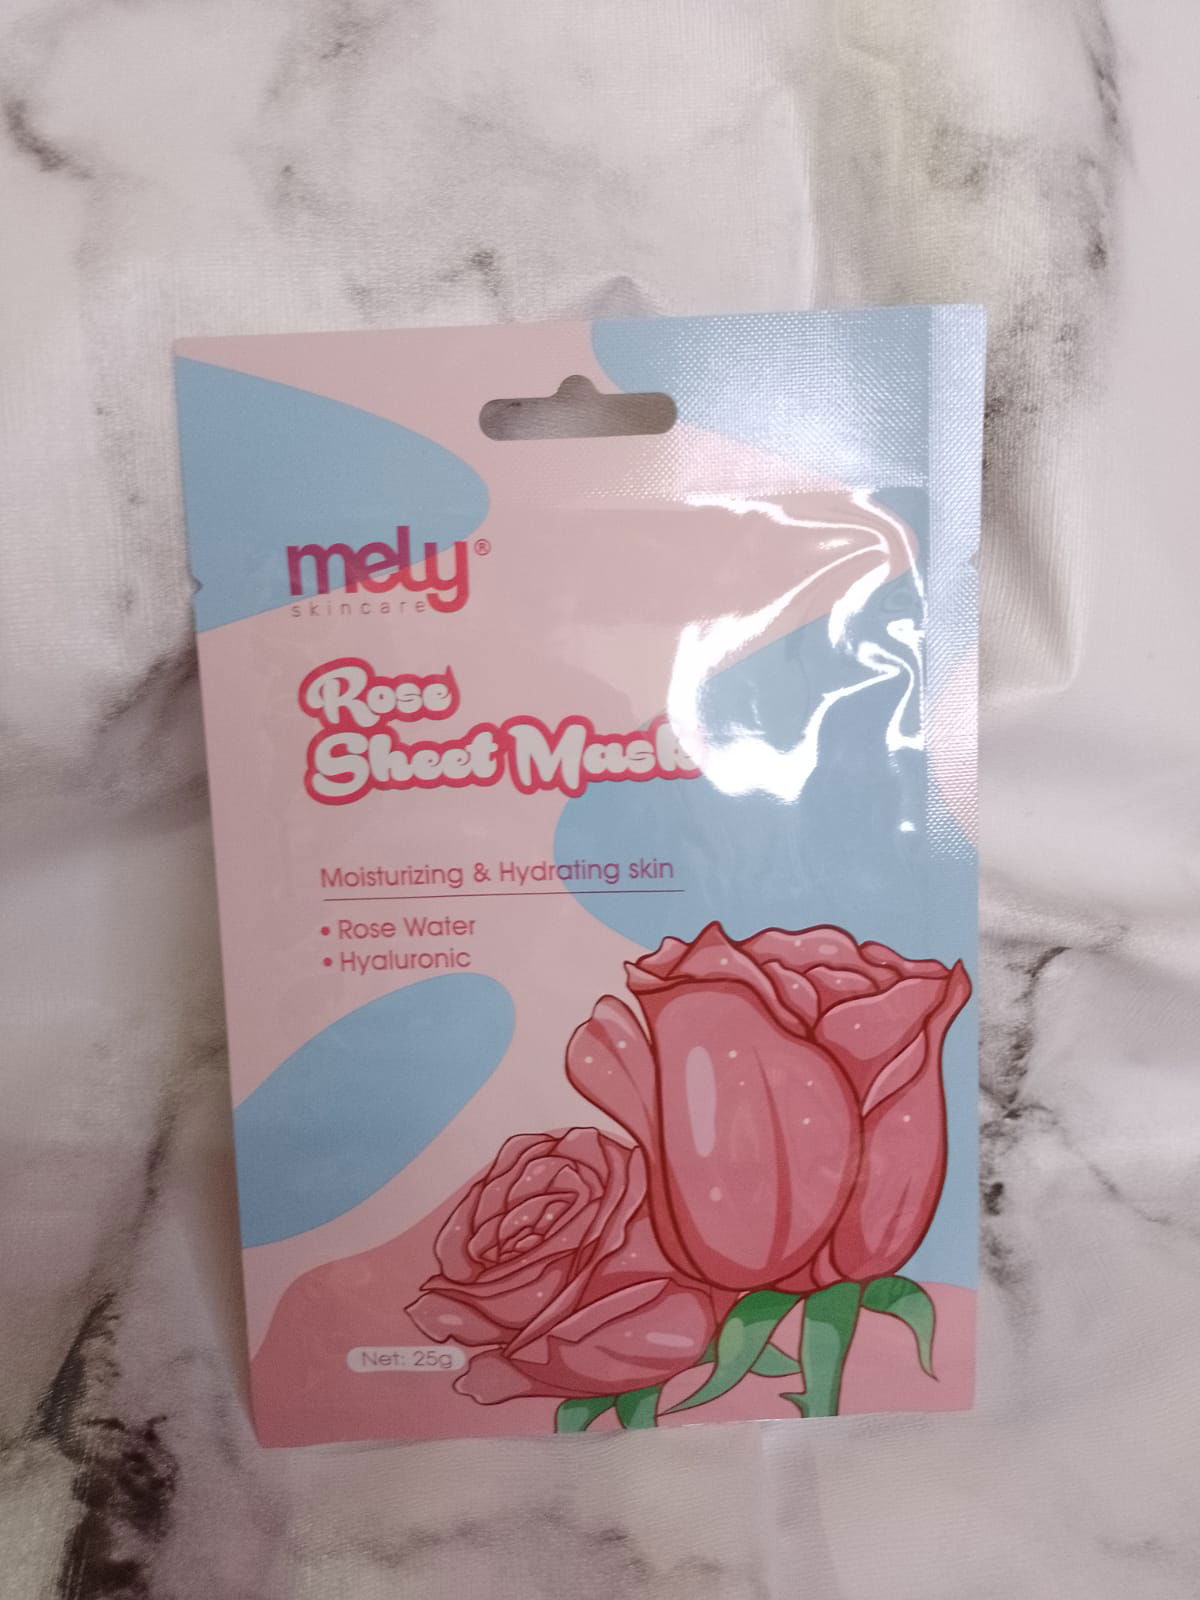 mely®
skincare
Rose
Sheet Mask
Moisturizing & Hydrating skin
• Rose Water
• Hyaluronic
Net: 25g